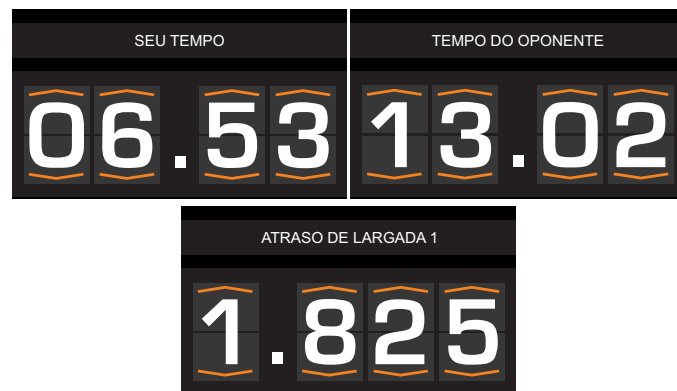 SEU TEMPO
06.53
TEMPO DO OPONENTE
13.02
ATRASO DE LARGADA 1
1.825